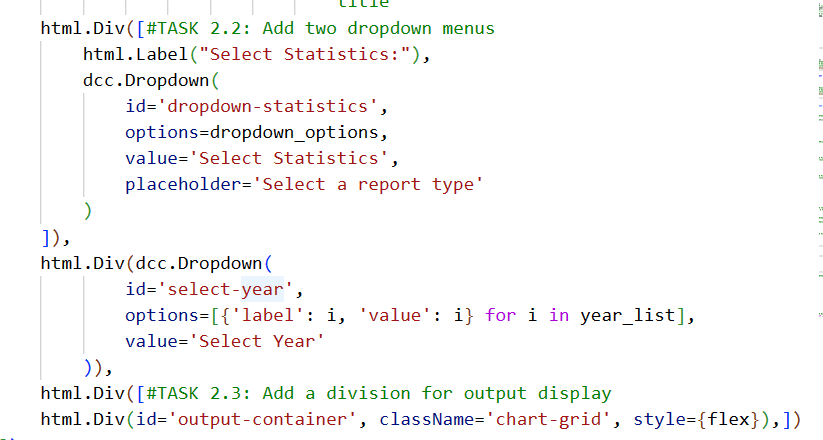 title
html.Div([#TASK 2.2: Add two dropdown menus
html.Label("Select Statistics:"),
dcc.Dropdown(
id='dropdown-statistics',
options=dropdown_options,
value='Select Statistics',
placeholder='Select a report type'
)
]),
html.Div(dcc.Dropdown(
id='select-year',
options=[{'label': i, 'value': i} for i in year_list],
value='Select Year'
)),
html.Div([#TASK 2.3: Add a division for output display
html.Div(id='output-container', className='chart-grid', style={flex}),])